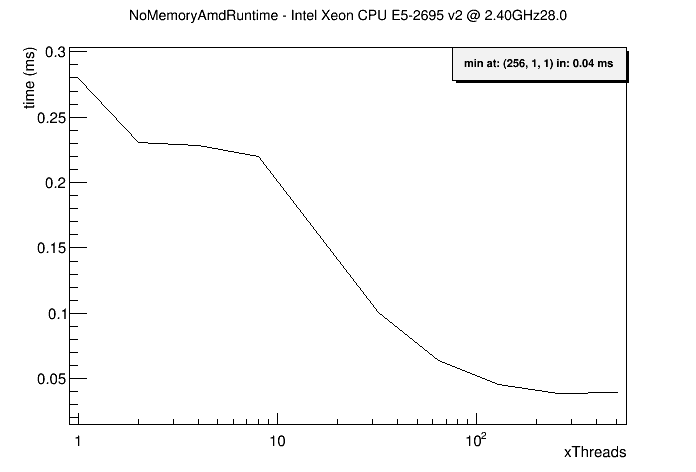 NoMemoryAmdRuntime - Intel Xeon CPU E5-2695 v2 @ 2.40GHz28.0
min at: (256, 1, 1) in: 0.04 ms
time (ms)
0.3
0.25
0.2
0.15
0.1
0.05
1 10 10²
xThreads